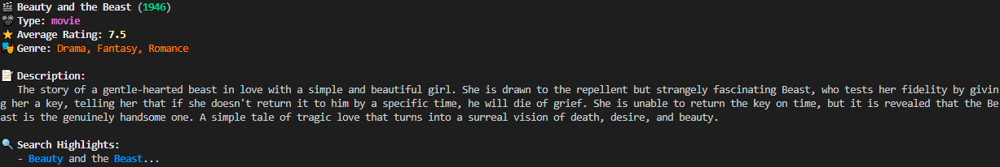 🎬 Beauty and the Beast (1946)
📽 Type: movie
⭐ Average Rating: 7.5
🎭 Genre: Drama, Fantasy, Romance
📝 Description:
The story of a gentle-hearted beast in love with a simple and beautiful girl. She is drawn to the repellent but strangely fascinating Beast, who tests her fidelity by givin
g her a key, telling her that if she doesn't return it to him by a specific time, he will die of grief. She is unable to return the key on time, but it is revealed that the Be
ast is the genuinely handsome one. A simple tale of tragic love that turns into a surreal vision of death, desire, and beauty.
🔍 Search Highlights:
- Beauty and the Beast...